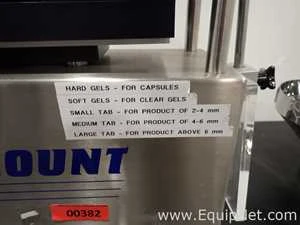 HARD GELS - FOR CAPSULES
SOFT GELS - FOR CLEAR GELS
SMALL TAB - FOR PRODUCT OF 2-4 mm
MEDIUM TAB - FOR PRODUCT OF 4-6 mm
LARGE TAB - FOR PRODUCT ABOVE 6 mm
OUNT
00382
www.EquipNet.com